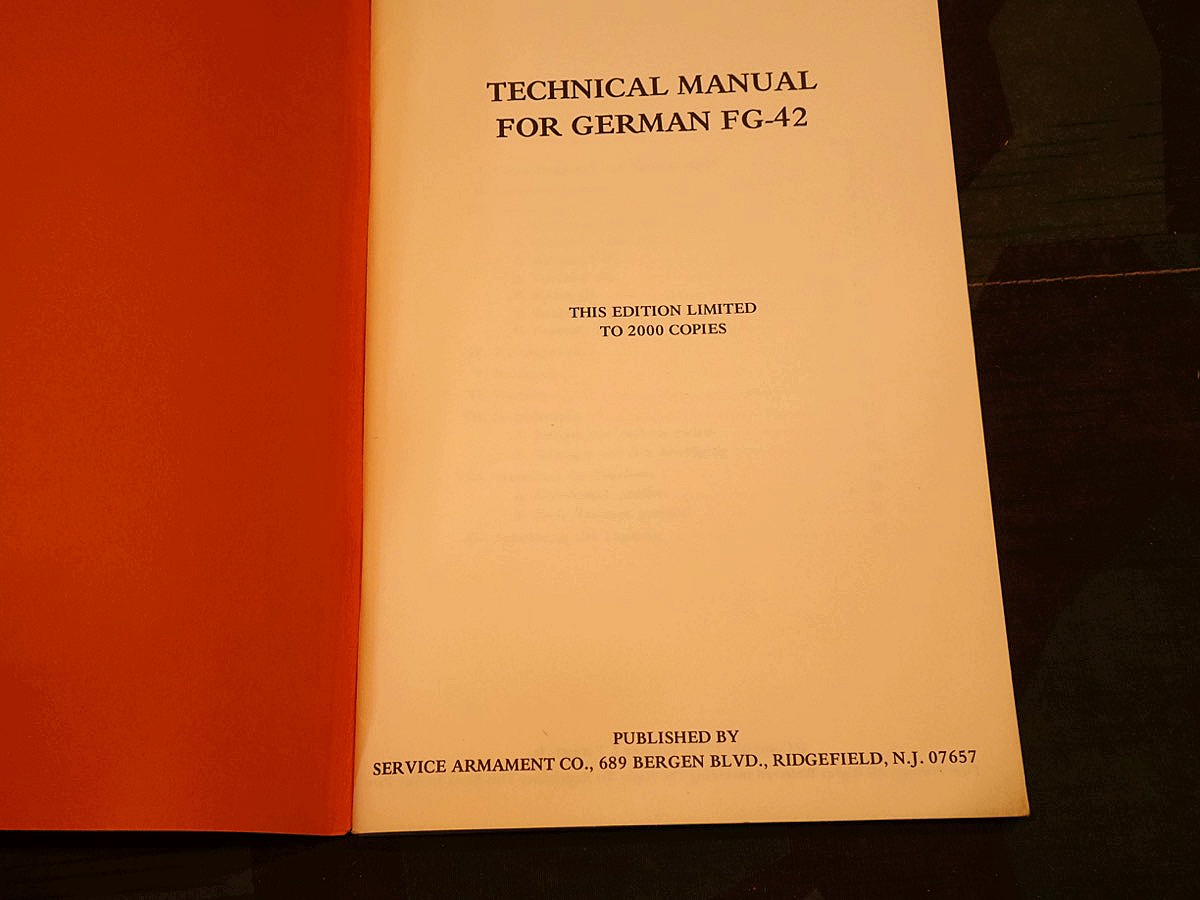 TECHNICAL MANUAL
FOR GERMAN FG-42
THIS EDITION LIMITED
TO 2000 COPIES
PUBLISHED BY
SERVICE ARMAMENT CO., 689 BERGEN BLVD., RIDGEFIELD, N.J. 07657